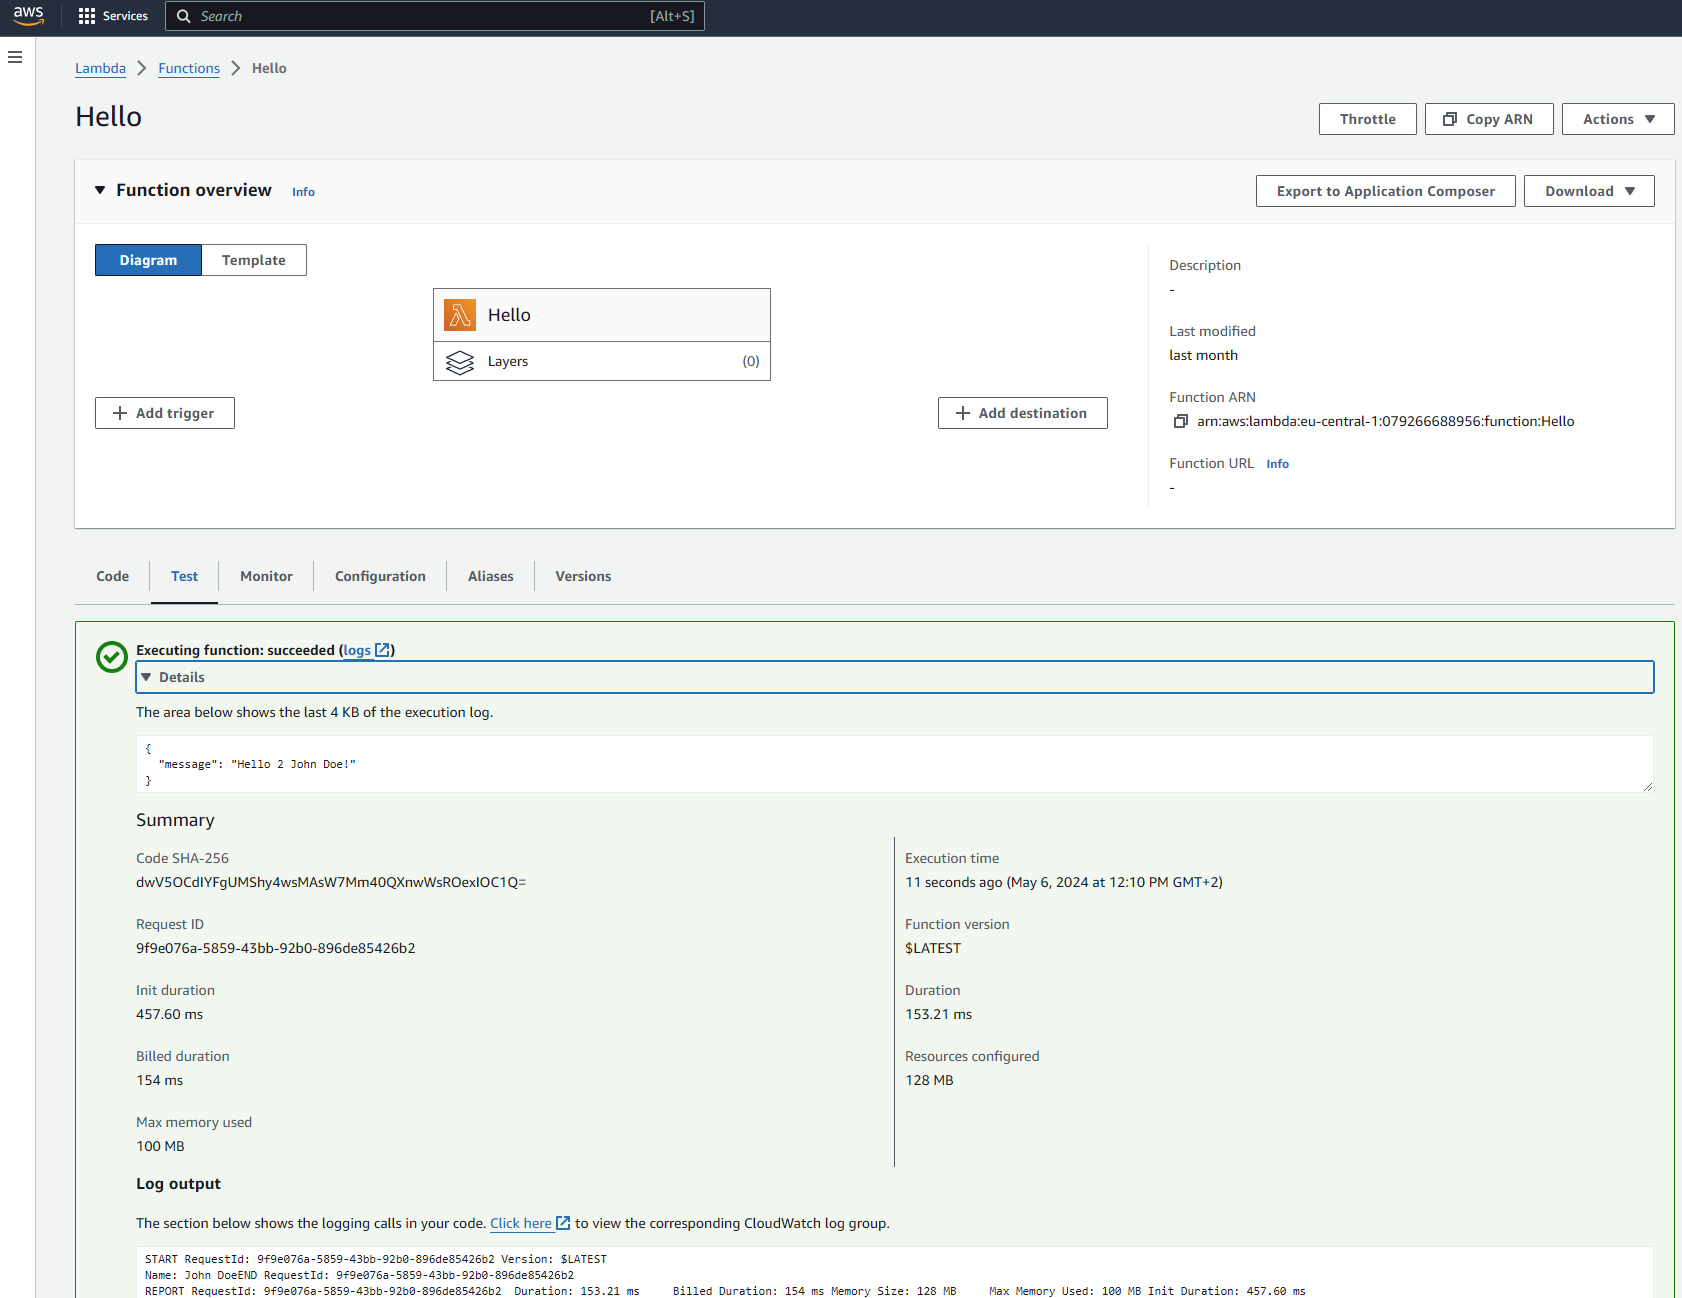 aws Services Search [Alt+S]
Lambda Functions Hello
Hello
Throttle Copy ARN Actions
Function overview Info
Export to Application Composer Download
Diagram Template
Hello
Layers (0)
Add trigger
Add destination
Description
-
Last modified
last month
Function ARN
arn:aws:lambda:eu-central-1:079266688956:function:Hello
Function URL Info
-
Code Test Monitor Configuration Aliases Versions
Executing function: succeeded (logs)
Details
The area below shows the last 4 KB of the execution log.
{
"message": "Hello 2 John Doe!"
}
Summary
Code SHA-256
dwV5OCdIYFgUMShy4wsMAsW7Mm40QXnwWsROexIOC1Q=
Execution time
11 seconds ago (May 6, 2024 at 12:10 PM GMT+2)
Request ID
9f9e076a-5859-43bb-92b0-896de85426b2
Function version
$LATEST
Init duration
457.60 ms
Duration
153.21 ms
Billed duration
154 ms
Resources configured
128 MB
Max memory used
100 MB
Log output
The section below shows the logging calls in your code. Click here to view the corresponding CloudWatch log group.
START RequestId: 9f9e076a-5859-43bb-92b0-896de85426b2 Version: $LATEST
Name: John DoeEND RequestId: 9f9e076a-5859-43bb-92b0-896de85426b2
REPORT RequestId: 9f9e076a-5859-43bb-92b0-896de85426b2 Duration: 153.21 ms Billed Duration: 154 ms Memory Size: 128 MB Max Memory Used: 100 MB Init Duration: 457.60 ms